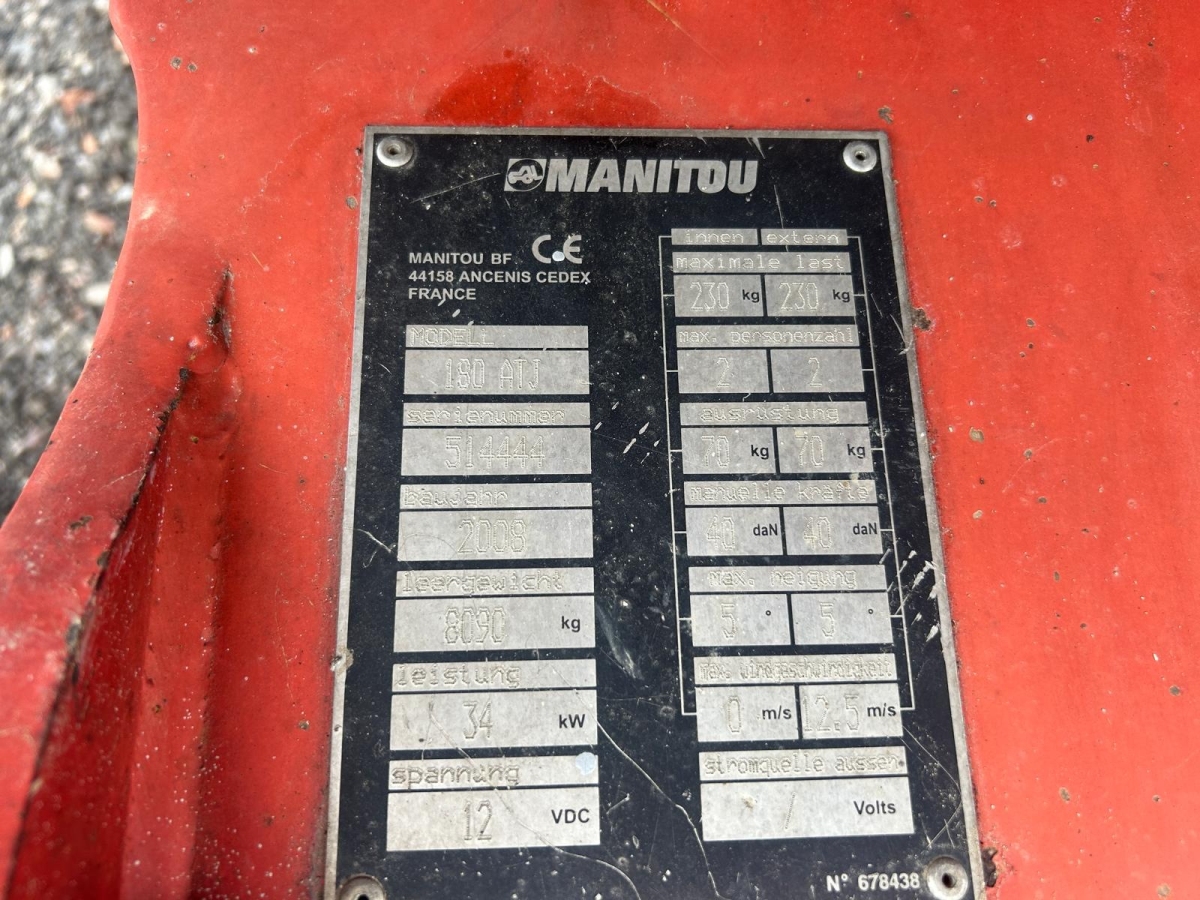 MANITOU
MANITOU BF CE
44158 ANCENIS CEDEX
FRANCE
MODELL
180 ATJ
serienummer
514444
baujahr
2008
leergewicht
8090 kg
leistung
34 kW
spannung
12 VDC
innen extern
maximale last
230 kg 230 kg
max. personenzahl
2 2
ausrüstung
70 kg 70 kg
manuelle kräfte
40 daN 40 daN
max. neigung
5 ° 5 °
max. windgeschwindigkeit
0 m/s 12.5 m/s
stromquelle aussen
/ Volts
N° 678438